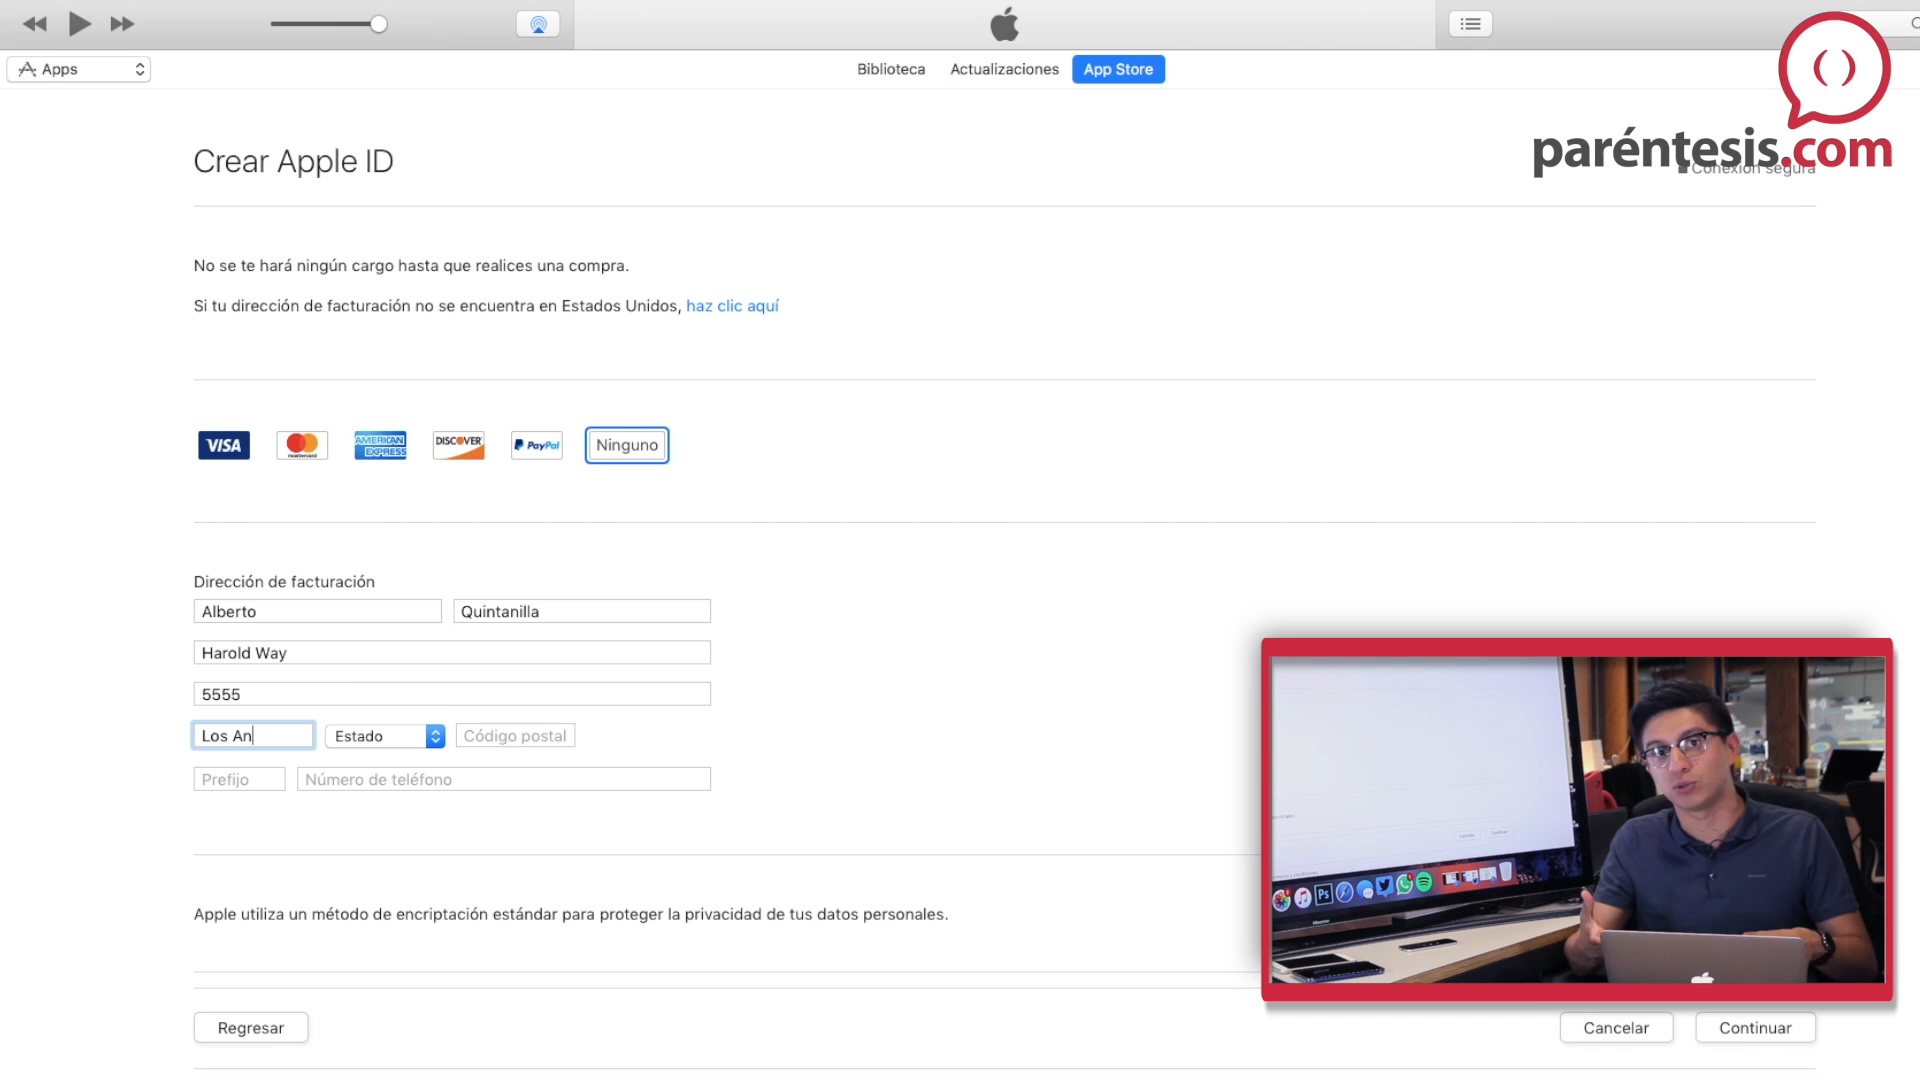 Apps
Biblioteca
Actualizaciones
App Store
( )
paréntesis.com
Crear Apple ID
Conexión segura
No se te hará ningún cargo hasta que realices una compra.
Si tu dirección de facturación no se encuentra en Estados Unidos, haz clic aquí
VISA
mastercard
AMERICAN EXPRESS
DISCOVER
PayPal
Ninguno
Dirección de facturación
Alberto
Quintanilla
Harold Way
5555
Los An
Estado
Código postal
Prefijo
Número de teléfono
Ps
Apple utiliza un método de encriptación estándar para proteger la privacidad de tus datos personales.
Regresar
Cancelar
Continuar